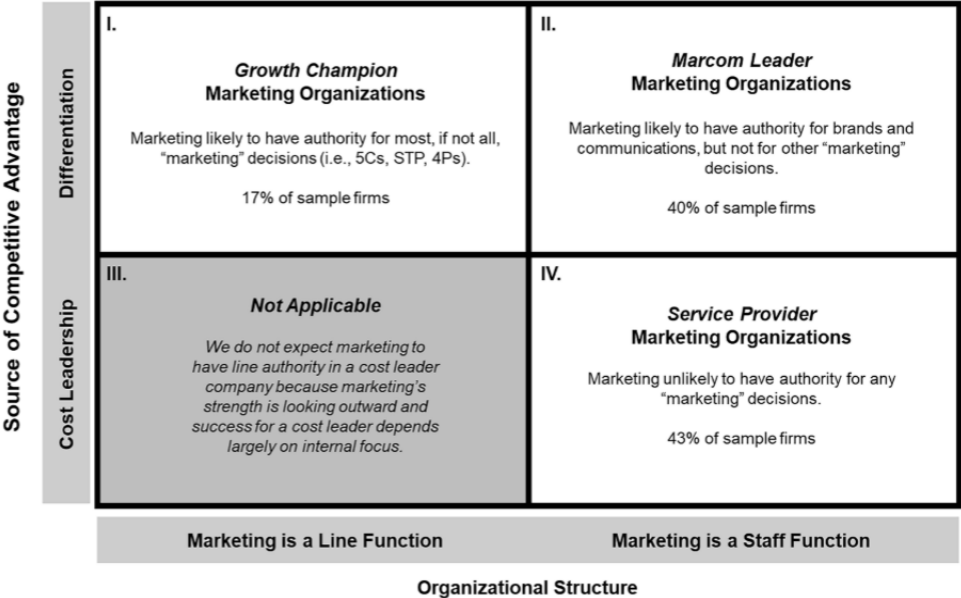 Source of Competitive Advantage
Differentiation
Cost Leadership
I.
Growth Champion
Marketing Organizations
Marketing likely to have authority for most, if not all,
“marketing” decisions (i.e., 5Cs, STP, 4Ps).
17% of sample firms
II.
Marcom Leader
Marketing Organizations
Marketing likely to have authority for brands and
communications, but not for other “marketing”
decisions.
40% of sample firms
III.
Not Applicable
We do not expect marketing to
have line authority in a cost leader
company because marketing’s
strength is looking outward and
success for a cost leader depends
largely on internal focus.
IV.
Service Provider
Marketing Organizations
Marketing unlikely to have authority for any
“marketing” decisions.
43% of sample firms
Marketing is a Line Function
Marketing is a Staff Function
Organizational Structure